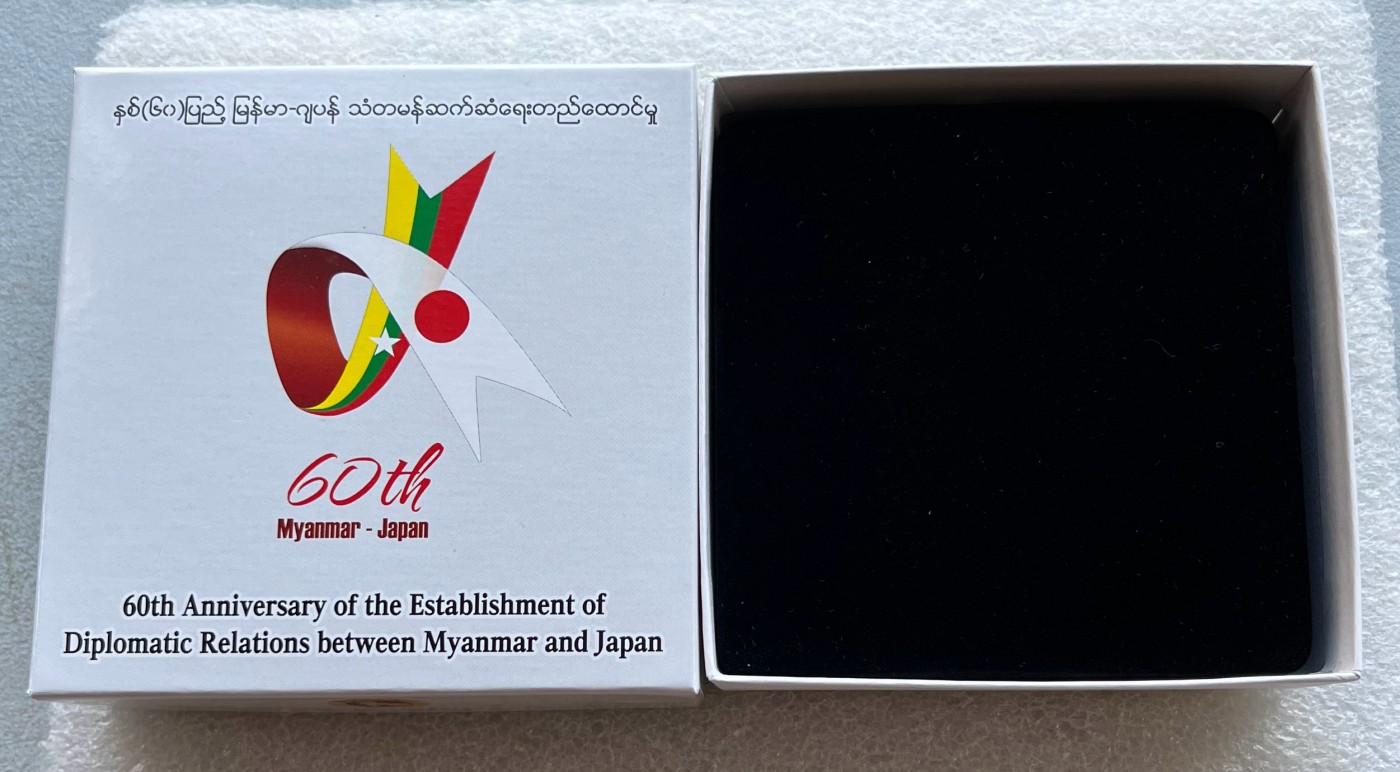 နှစ်(၆၀)ပြည့် မြန်မာ-ဂျပန် သံတမန်ဆက်ဆံရေးတည်ထောင်မှု
60th
Myanmar - Japan
60th Anniversary of the Establishment of
Diplomatic Relations between Myanmar and Japan